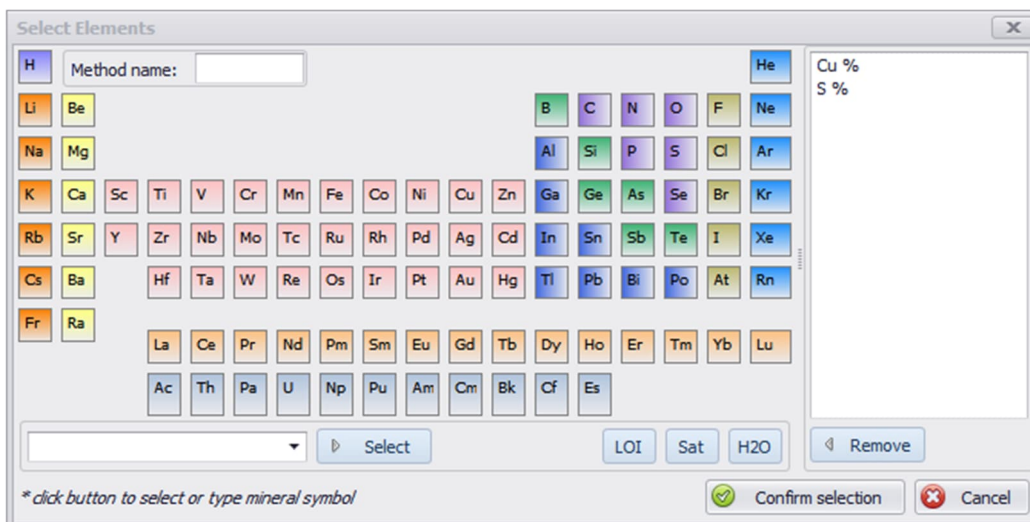 Select Elements
H Method name: He Cu %
S %
Li Be B C N O F Ne
Na Mg Al Si P S Cl Ar
K Ca Sc Ti V Cr Mn Fe Co Ni Cu Zn Ga Ge As Se Br Kr
Rb Sr Y Zr Nb Mo Tc Ru Rh Pd Ag Cd In Sn Sb Te I Xe
Cs Ba Hf Ta W Re Os Ir Pt Au Hg Tl Pb Bi Po At Rn
Fr Ra
La Ce Pr Nd Pm Sm Eu Gd Tb Dy Ho Er Tm Yb Lu
Ac Th Pa U Np Pu Am Cm Bk Cf Es
Select LOI Sat H2O Remove
* click button to select or type mineral symbol Confirm selection Cancel